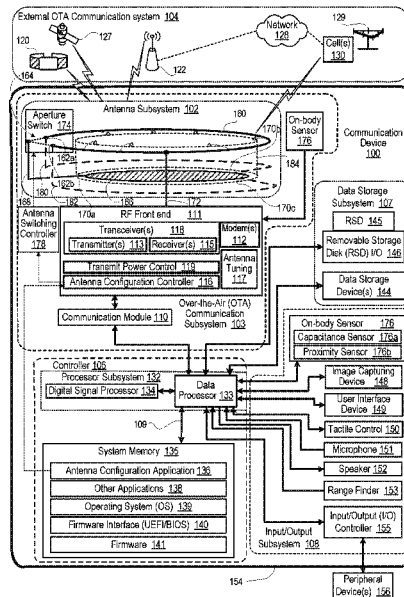 External OTA Communication system 104
164
120
127
122
Network
128
129
Cell(s)
130
Antenna Subsystem 102
Aperture
Switch 174
180
170b
On-body
Sensor
176
Communication
Device
100
162a
162b
184
168
180
182
166
172
170c
170a
RF Front end 111
Antenna
Switching
Controller
178
Transceiver(s) 118
Modem(s)
112
Transmitter(s) 113
Receiver(s) 115
Transmit Power Control 119
Antenna
Tuning
117
Antenna Configuration Controller 116
Over-the-Air (OTA)
Communication
Subsystem 103
Communication Module 110
Data Storage
Subsystem 107
RSD 145
Removable Storage
Disk (RSD) I/O 146
Data Storage
Device(s) 144
On-body Sensor 176
Capacitance Sensor 176a
Proximity Sensor 176b
Controller 106
Processor Subsystem 132
Digital Signal Processor 134
Data
Processor 133
Image Capturing
Device 148
User Interface
Device 149
Tactile Control 150
Microphone 151
Speaker 152
Range Finder 153
109
System Memory 135
Antenna Configuration Application 136
Other Applications 138
Operating System (OS) 139
Firmware Interface (UEFI/BIOS) 140
Firmware 141
Input/Output
Subsystem 108
Input/Output (I/O)
Controller 155
154
Peripheral
Device(s) 156